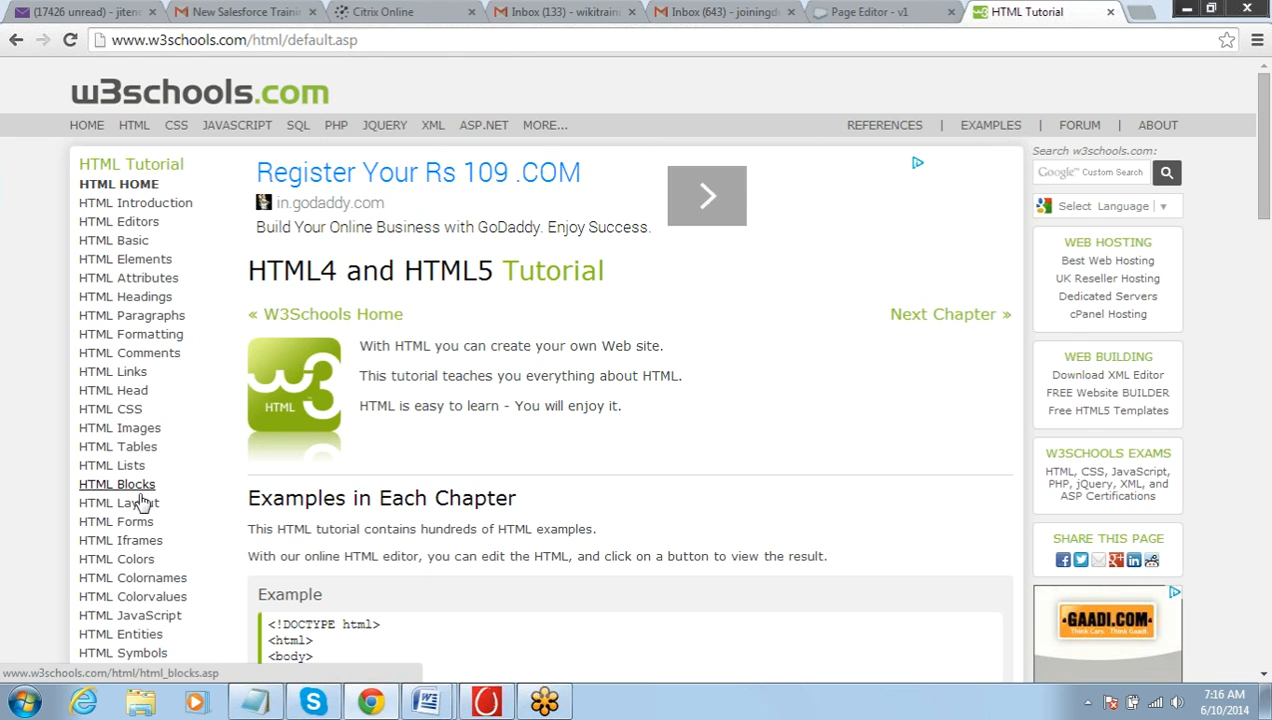 (17426 unread) - jiten
New Salesforce Traini
Citrix Online
Inbox (133) - wikitrain
Inbox (643) - joiningd
Page Editor - v1
HTML Tutorial
www.w3schools.com/html/default.asp
w3schools.com
HOME HTML CSS JAVASCRIPT SQL PHP JQUERY XML ASP.NET MORE... REFERENCES | EXAMPLES | FORUM | ABOUT
HTML Tutorial
HTML HOME
HTML Introduction
HTML Editors
HTML Basic
HTML Elements
HTML Attributes
HTML Headings
HTML Paragraphs
HTML Formatting
HTML Comments
HTML Links
HTML Head
HTML CSS
HTML Images
HTML Tables
HTML Lists
HTML Blocks
HTML Layout
HTML Forms
HTML Iframes
HTML Colors
HTML Colornames
HTML Colorvalues
HTML JavaScript
HTML Entities
HTML Symbols
Register Your Rs 109 .COM
in.godaddy.com
Build Your Online Business with GoDaddy. Enjoy Success.
HTML4 and HTML5 Tutorial
« W3Schools Home
Next Chapter »
w3
HTML
With HTML you can create your own Web site.
This tutorial teaches you everything about HTML.
HTML is easy to learn - You will enjoy it.
Examples in Each Chapter
This HTML tutorial contains hundreds of HTML examples.
With our online HTML editor, you can edit the HTML, and click on a button to view the result.
Example
<!DOCTYPE html>
<html>
<body>
Search w3schools.com:
Google™ Custom Search
Select Language
WEB HOSTING
Best Web Hosting
UK Reseller Hosting
Dedicated Servers
cPanel Hosting
WEB BUILDING
Download XML Editor
FREE Website BUILDER
Free HTML5 Templates
W3SCHOOLS EXAMS
HTML, CSS, JavaScript,
PHP, jQuery, XML, and
ASP Certifications
SHARE THIS PAGE
GAADI.COM
Think Cars. Think Gaadi.
www.w3schools.com/html/html_blocks.asp
7:16 AM
6/10/2014